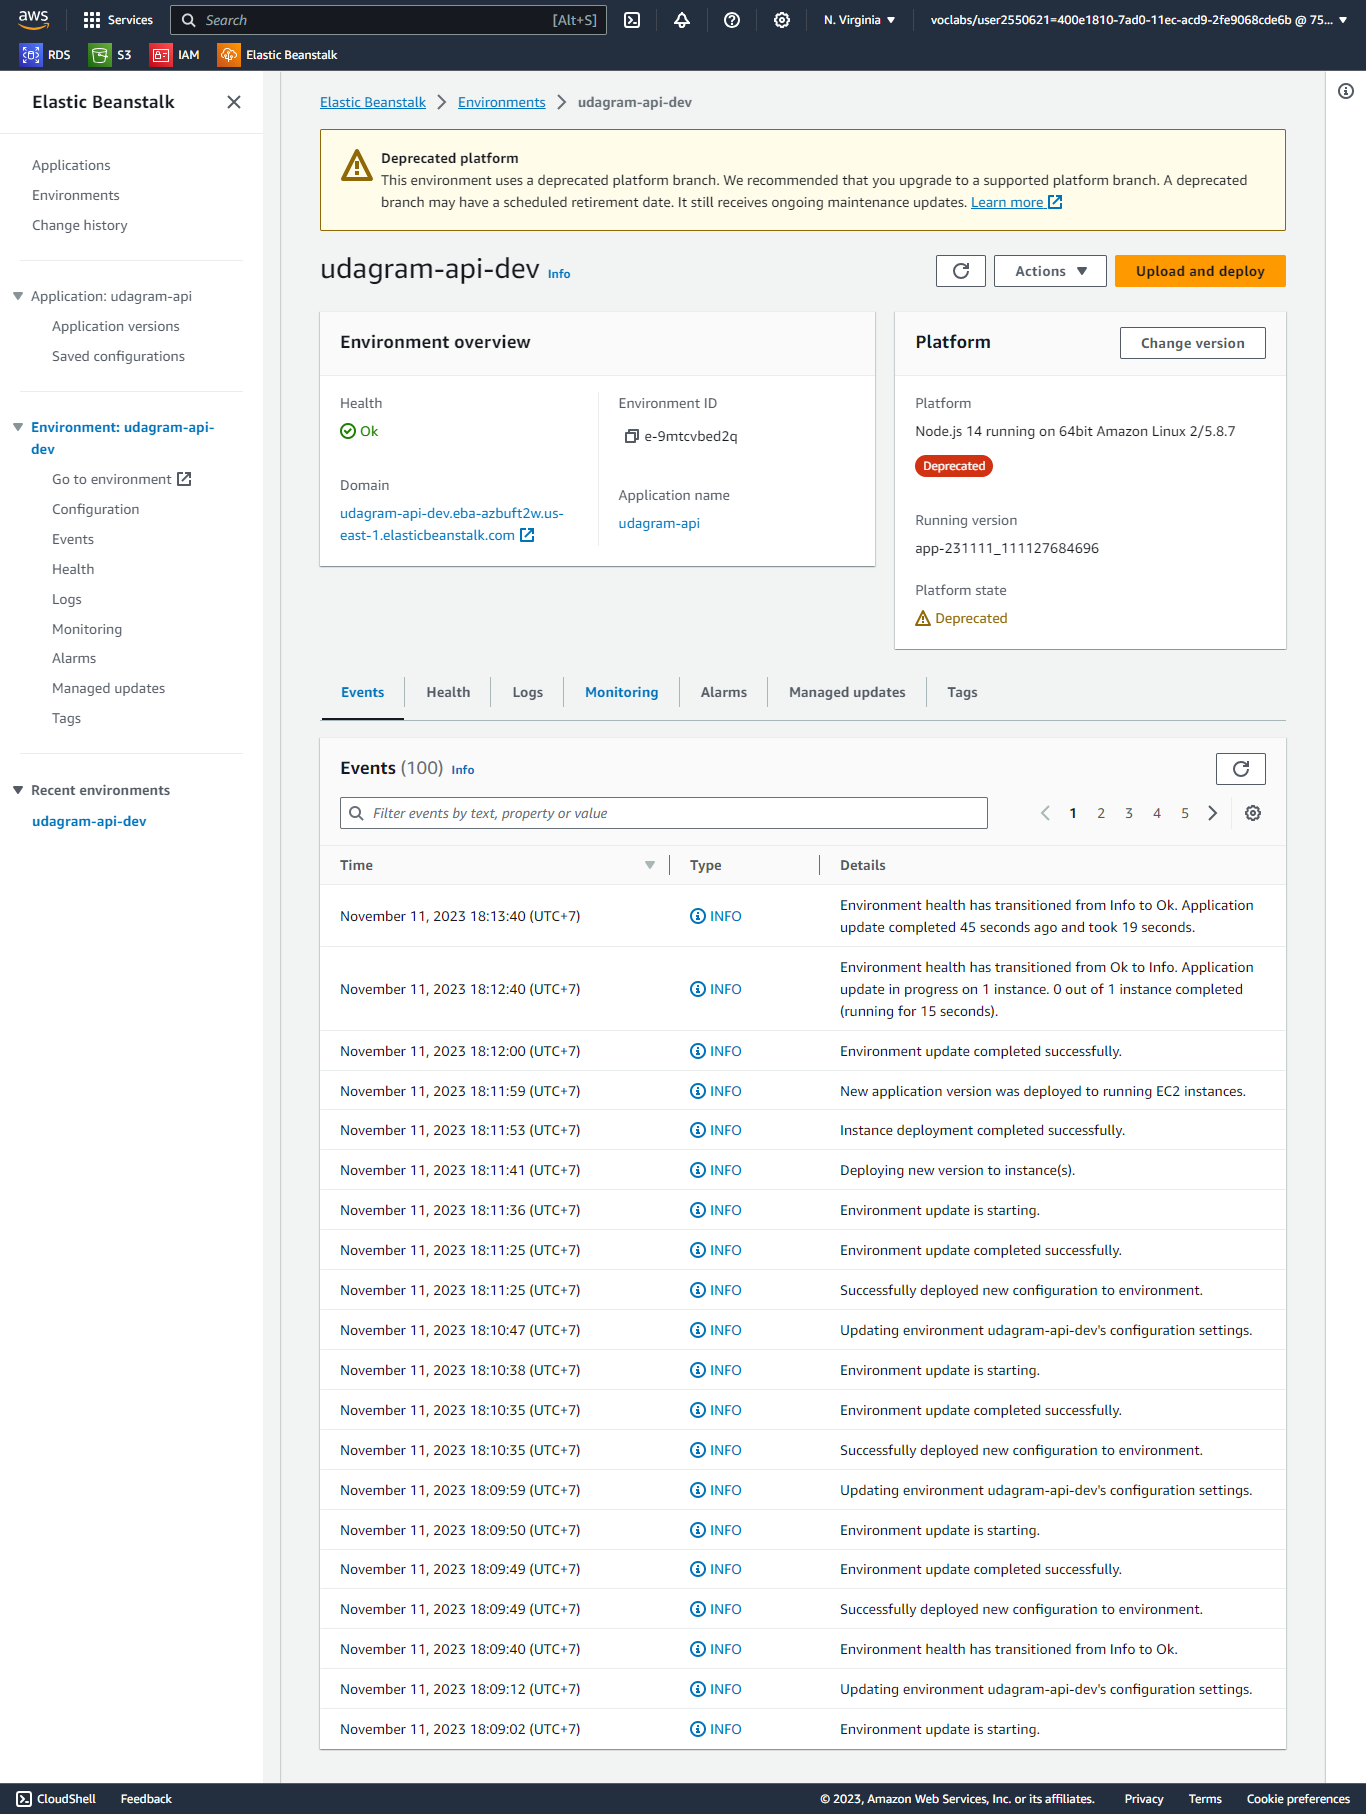 aws
Services
Search [Alt+S]
N. Virginia
voclabs/user2550621=400e1810-7ad0-11ec-acd9-2fe9068cde6b @ 75...
RDS
S3
IAM
Elastic Beanstalk
Elastic Beanstalk
Applications
Environments
Change history
Application: udagram-api
Application versions
Saved configurations
Environment: udagram-api-
dev
Go to environment
Configuration
Events
Health
Logs
Monitoring
Alarms
Managed updates
Tags
Recent environments
udagram-api-dev
Elastic Beanstalk
Environments
udagram-api-dev
Deprecated platform
This environment uses a deprecated platform branch. We recommended that you upgrade to a supported platform branch. A deprecated
branch may have a scheduled retirement date. It still receives ongoing maintenance updates. Learn more
udagram-api-dev Info
Actions
Upload and deploy
Environment overview
Health
Ok
Domain
udagram-api-dev.eba-azbuft2w.us-
east-1.elasticbeanstalk.com
Environment ID
e-9mtcvbed2q
Application name
udagram-api
Platform
Change version
Platform
Node.js 14 running on 64bit Amazon Linux 2/5.8.7
Deprecated
Running version
app-231111_111127684696
Platform state
Deprecated
Events
Health
Logs
Monitoring
Alarms
Managed updates
Tags
Events (100) Info
Filter events by text, property or value
1 2 3 4 5
Time Type Details
November 11, 2023 18:13:40 (UTC+7) INFO Environment health has transitioned from Info to Ok. Application
update completed 45 seconds ago and took 19 seconds.
November 11, 2023 18:12:40 (UTC+7) INFO Environment health has transitioned from Ok to Info. Application
update in progress on 1 instance. 0 out of 1 instance completed
(running for 15 seconds).
November 11, 2023 18:12:00 (UTC+7) INFO Environment update completed successfully.
November 11, 2023 18:11:59 (UTC+7) INFO New application version was deployed to running EC2 instances.
November 11, 2023 18:11:53 (UTC+7) INFO Instance deployment completed successfully.
November 11, 2023 18:11:41 (UTC+7) INFO Deploying new version to instance(s).
November 11, 2023 18:11:36 (UTC+7) INFO Environment update is starting.
November 11, 2023 18:11:25 (UTC+7) INFO Environment update completed successfully.
November 11, 2023 18:11:25 (UTC+7) INFO Successfully deployed new configuration to environment.
November 11, 2023 18:10:47 (UTC+7) INFO Updating environment udagram-api-dev's configuration settings.
November 11, 2023 18:10:38 (UTC+7) INFO Environment update is starting.
November 11, 2023 18:10:35 (UTC+7) INFO Environment update completed successfully.
November 11, 2023 18:10:35 (UTC+7) INFO Successfully deployed new configuration to environment.
November 11, 2023 18:09:59 (UTC+7) INFO Updating environment udagram-api-dev's configuration settings.
November 11, 2023 18:09:50 (UTC+7) INFO Environment update is starting.
November 11, 2023 18:09:49 (UTC+7) INFO Environment update completed successfully.
November 11, 2023 18:09:49 (UTC+7) INFO Successfully deployed new configuration to environment.
November 11, 2023 18:09:40 (UTC+7) INFO Environment health has transitioned from Info to Ok.
November 11, 2023 18:09:12 (UTC+7) INFO Updating environment udagram-api-dev's configuration settings.
November 11, 2023 18:09:02 (UTC+7) INFO Environment update is starting.
CloudShell Feedback © 2023, Amazon Web Services, Inc. or its affiliates. Privacy Terms Cookie preferences